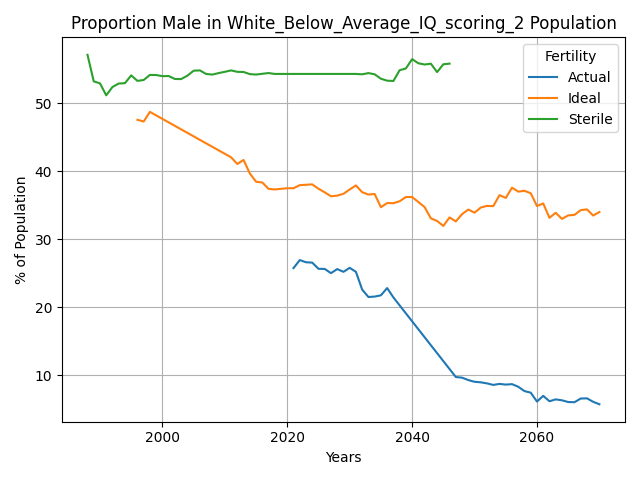 Proportion Male in White_Below_Average_IQ_scoring_2 Population
Fertility
Actual
Ideal
Sterile
% of Population
50
40
30
20
10
2000
2020
2040
2060
Years